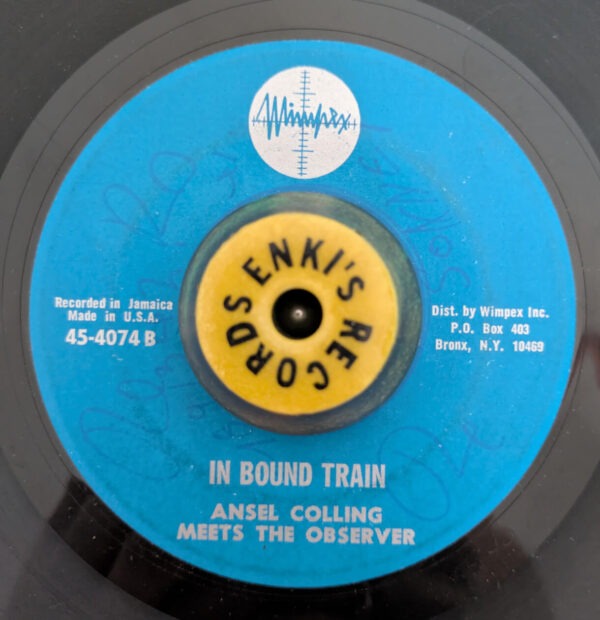 Wimpex
ENKI'S RECORDS
Recorded in Jamaica
Made in U.S.A.
45-4074 B
Dist. by Wimpex Inc.
P.O. Box 403
Bronx, N.Y. 10469
IN BOUND TRAIN
ANSEL COLLING
MEETS THE OBSERVER